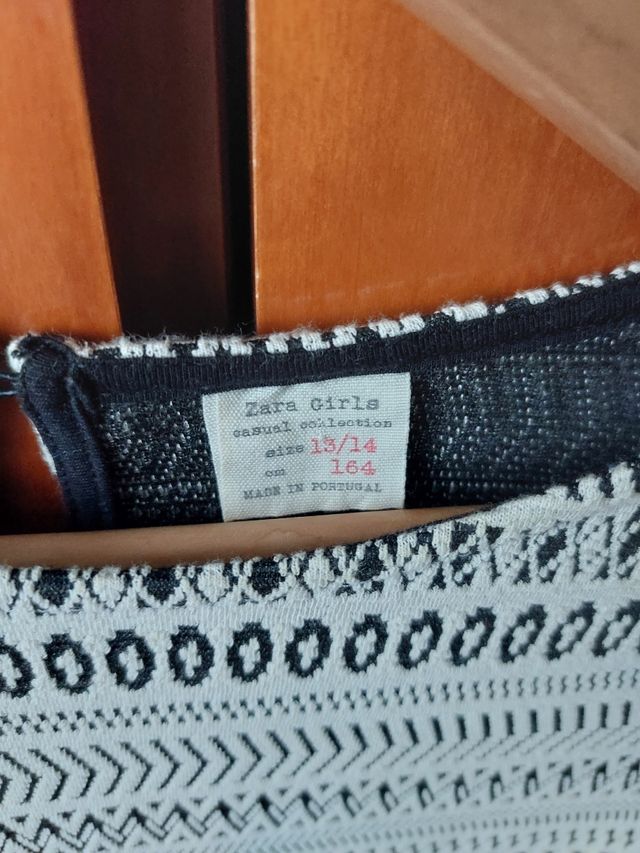 Zara Girls
casual collection
size 13/14
cm 164
MADE IN PORTUGAL